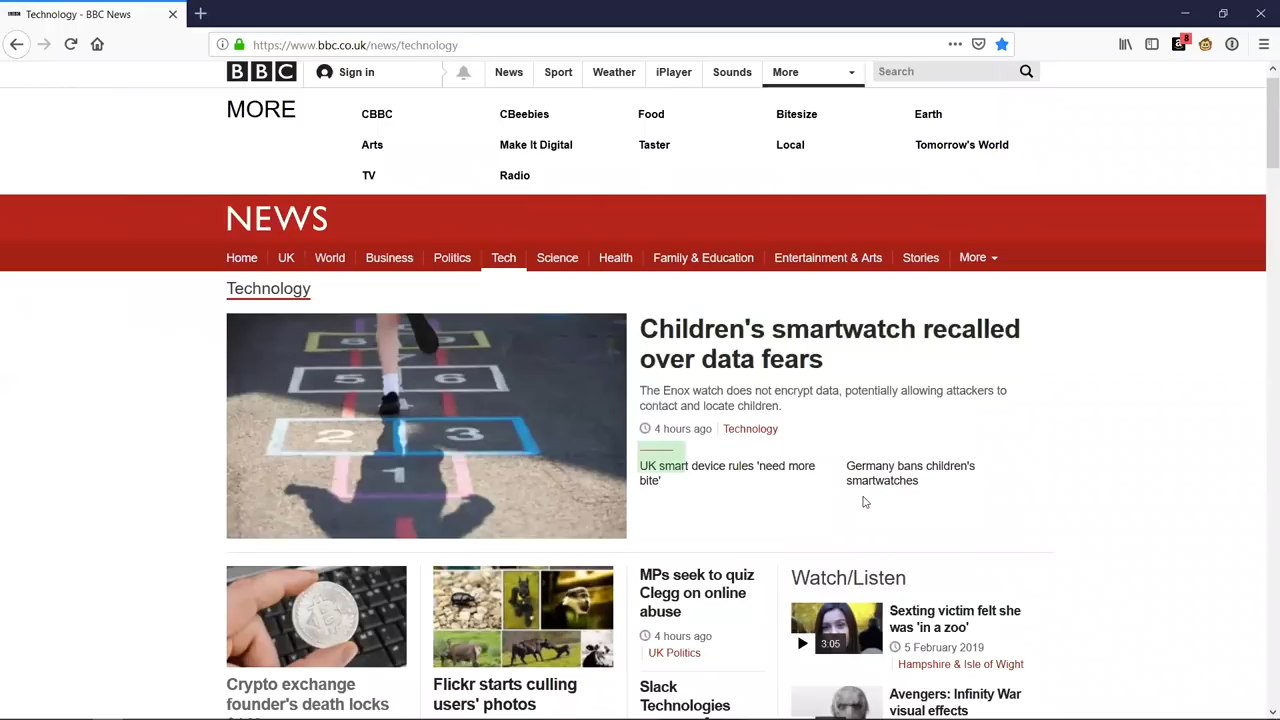 Technology - BBC News
https://www.bbc.co.uk/news/technology
8
BBC Sign in News Sport Weather iPlayer Sounds More Search
MORE
CBBC CBeebies Food Bitesize Earth
Arts Make It Digital Taster Local Tomorrow's World
TV Radio
NEWS
Home UK World Business Politics Tech Science Health Family & Education Entertainment & Arts Stories More
Technology
Children's smartwatch recalled
over data fears
The Enox watch does not encrypt data, potentially allowing attackers to
contact and locate children.
4 hours ago Technology
UK smart device rules 'need more
bite'
Germany bans children's
smartwatches
5 6
2 3
1
Crypto exchange
founder's death locks
Flickr starts culling
users' photos
MPs seek to quiz
Clegg on online
abuse
4 hours ago
UK Politics
Slack
Technologies
Watch/Listen
3:05
Sexting victim felt she
was 'in a zoo'
5 February 2019
Hampshire & Isle of Wight
Avengers: Infinity War
visual effects